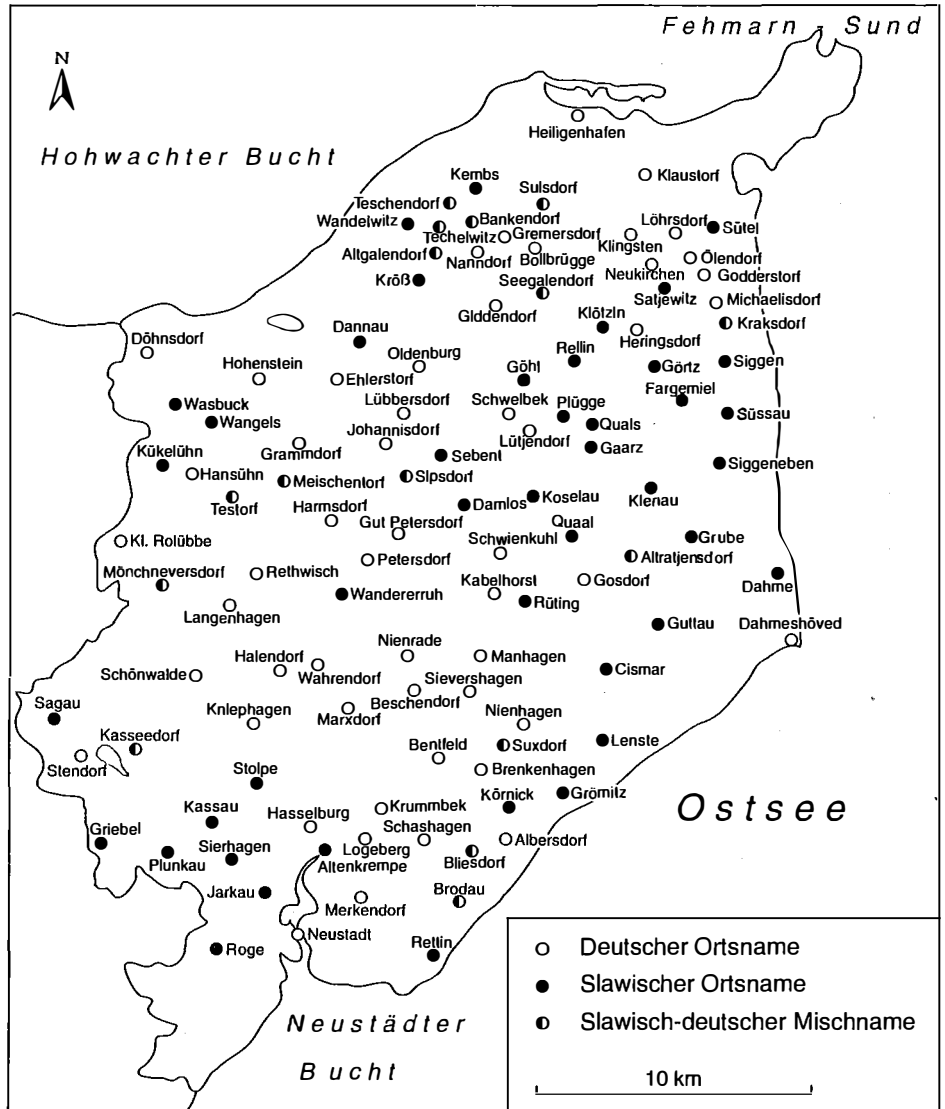 Fehmarn - Sund
N
Hohwachter Bucht
Heiligenhafen
Kembs
Klaustorf
Teschendorf
Sulsdorf
Wandelwitz
Bankendorf
Löhrsdorf
Sütel
Techelwitz
Gremersdorf
Klingsten
Altgalendorf
Nanndorf
Bollbrügge
Ölendorf
Neukirchen
Godderstorf
Kröß
Seegalendorf
Satjewitz
Michaelisdorf
Giddendorf
Klötzin
Kraksdorf
Dannau
Heringsdorf
Döhnsdorf
Oldenburg
Rellin
Siggen
Hohenstein
Ehlerstorf
Göhl
Görtz
Fargemiel
Wasbuck
Lübbersdorf
Schwelbek
Plügge
Süssau
Wangels
Johannisdorf
Lütjendorf
Quals
Grammdorf
Gaarz
Kükelühn
Sebent
Siggeneben
Hansühn
Meischentorf
Sipsdorf
Klenau
Testorf
Damlos
Koselau
Harmsdorf
Gut Petersdorf
Quaal
Grube
Kl. Rolübbe
Schwienkuhl
Petersdorf
Altratjensdorf
Mönchneversdorf
Rethwisch
Kabelhorst
Gosdorf
Dahme
Wandererruh
Rüting
Langenhagen
Guttau
Dahmeshöved
Nienrade
Manhagen
Halendorf
Wahrendorf
Cismar
Schönwalde
Sievershagen
Beschendorf
Sagau
Marxdorf
Knlephagen
Nienhagen
Kasseedorf
Suxdorf
Lenste
Stendorf
Bentfeld
Brenkenhagen
Stolpe
Körnick
Grömitz
Ostsee
Kassau
Hasselburg
Krummbek
Griebel
Schashagen
Albersdorf
Plunkau
Sierhagen
Logeberg
Altenkrempe
Bliesdorf
Jarkau
Brodau
Merkendorf
Neustadt
Roge
Rettin
Neustädter
Bucht
Deutscher Ortsname
Slawischer Ortsname
Slawisch-deutscher Mischname
10 km